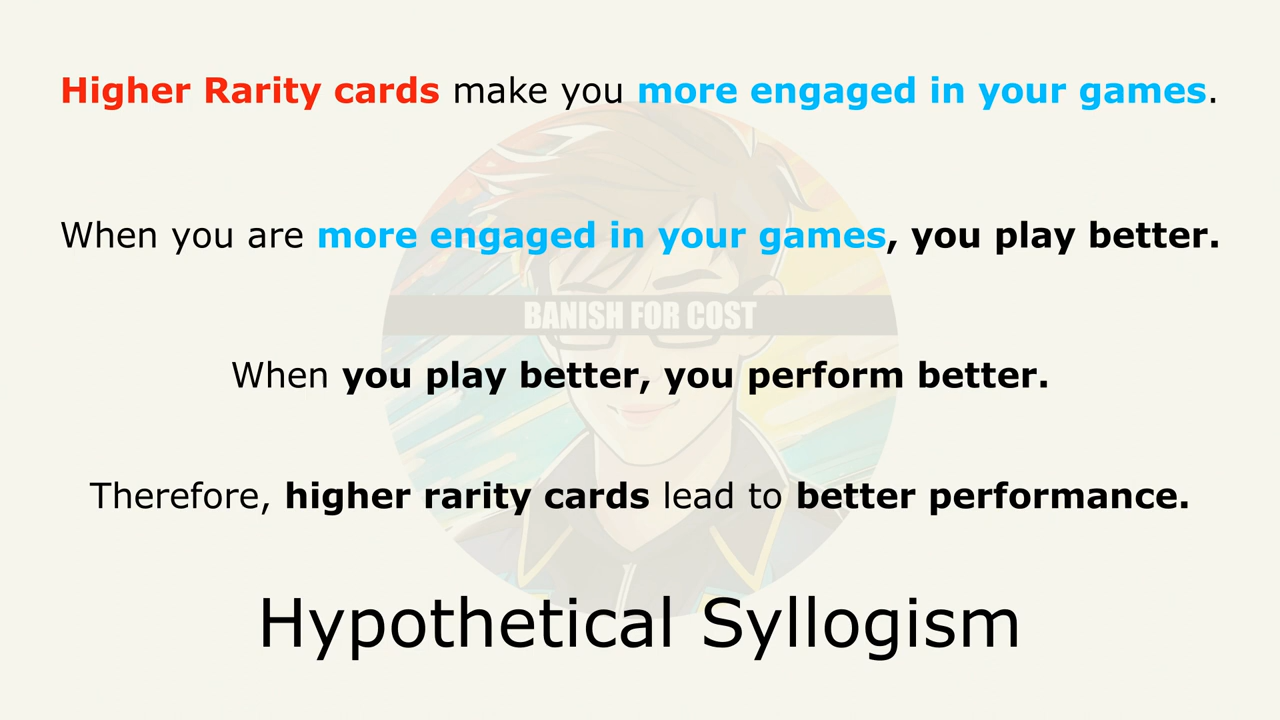 Higher Rarity cards make you more engaged in your games.
When you are more engaged in your games, you play better.
BANISH FOR COST
When you play better, you perform better.
Therefore, higher rarity cards lead to better performance.
Hypothetical Syllogism